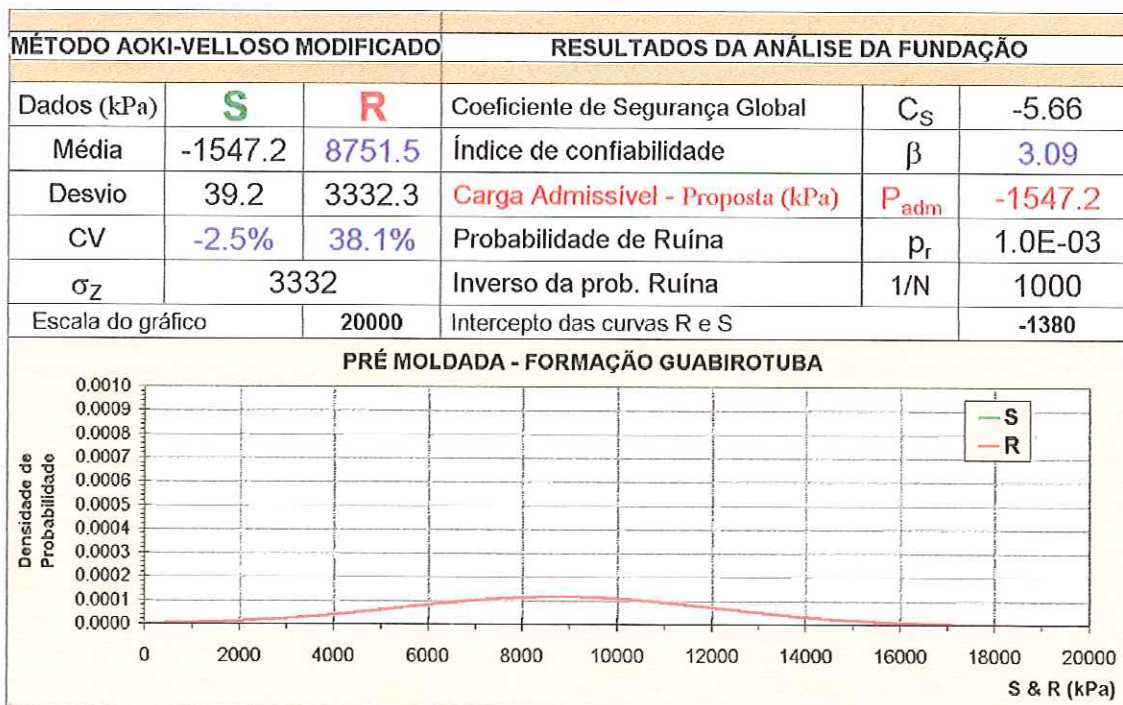 MÉTODO AOKI-VELLOSO MODIFICADO RESULTADOS DA ANÁLISE DA FUNDAÇÃO
Dados (kPa) S R Coeficiente de Segurança Global C_S -5.66
Média -1547.2 8751.5 Índice de confiabilidade β 3.09
Desvio 39.2 3332.3 Carga Admissível - Proposta (kPa) P_adm -1547.2
CV -2.5% 38.1% Probabilidade de Ruína p_r 1.0E-03
σ_Z 3332 Inverso da prob. Ruína 1/N 1000
Escala do gráfico 20000 Intercepto das curvas R e S -1380
PRÉ MOLDADA - FORMAÇÃO GUABIROTUBA
Densidade de
Probabilidade
0.0010
0.0009
0.0008
0.0007
0.0006
0.0005
0.0004
0.0003
0.0002
0.0001
0.0000
S
R
0 2000 4000 6000 8000 10000 12000 14000 16000 18000 20000
S & R (kPa)